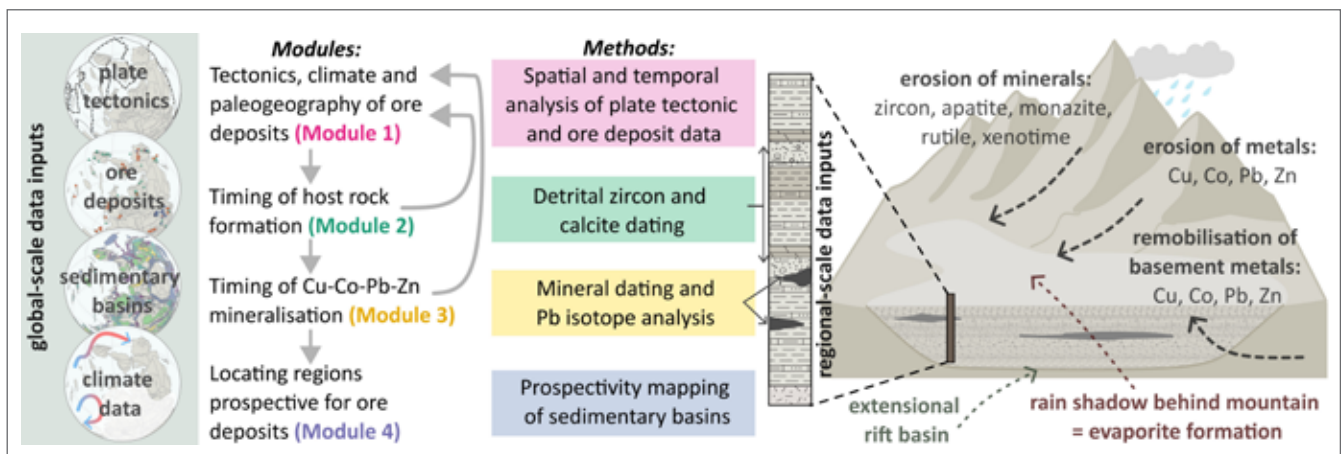 global-scale data inputs
plate
tectonics
ore
deposits
sedimentary
basins
climate
data
Modules:
Tectonics, climate and
paleogeography of ore
deposits (Module 1)
Timing of host rock
formation (Module 2)
Timing of Cu-Co-Pb-Zn
mineralisation (Module 3)
Locating regions
prospective for ore
deposits (Module 4)
Methods:
Spatial and temporal
analysis of plate tectonic
and ore deposit data
Detrital zircon and
calcite dating
Mineral dating and
Pb isotope analysis
Prospectivity mapping
of sedimentary basins
regional-scale data inputs
erosion of minerals:
zircon, apatite, monazite,
rutile, xenotime
erosion of metals:
Cu, Co, Pb, Zn
remobilisation of
basement metals:
Cu, Co, Pb, Zn
extensional
rift basin
rain shadow behind mountain
= evaporite formation